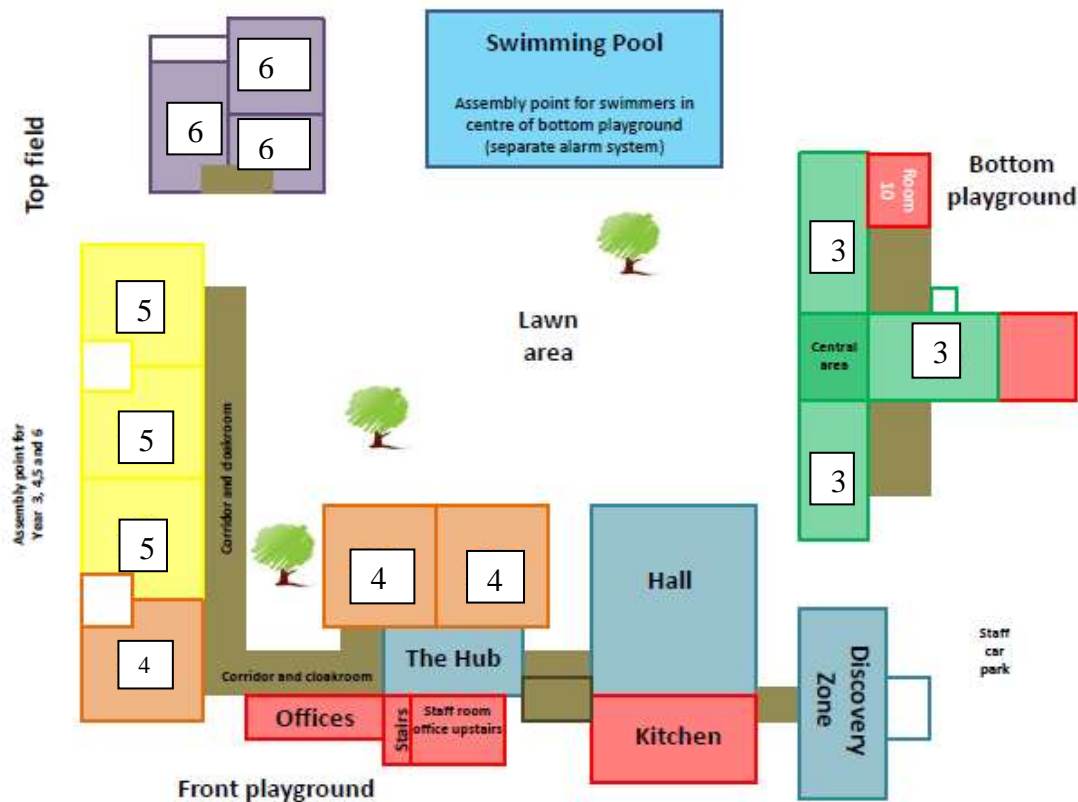 Swimming Pool
Assembly point for swimmers in
centre of bottom playground
(separate alarm system)
6
6
6
Top field
Room
10
Bottom
playground
3
3
Central
area
3
5
5
5
Lawn
area
Assembly point for
Year 3, 4,5 and 6
Corridor and cloakroom
4
4
4
Hall
The Hub
Corridor and cloakroom
Offices
Stairs
Staff room
office upstairs
Kitchen
Discovery
Zone
Staff
car
park
Front playground